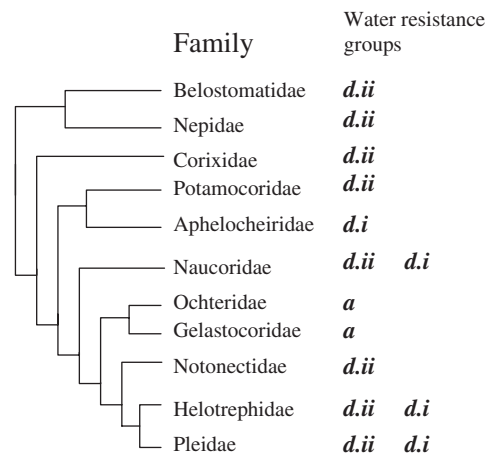 Family
Water resistance
groups
Belostomatidae d.ii
Nepidae d.ii
Corixidae d.ii
Potamocoridae d.ii
Aphelocheiridae d.i
Naucoridae d.ii d.i
Ochteridae a
Gelastocoridae a
Notonectidae d.ii
Helotrephidae d.ii d.i
Pleidae d.ii d.i